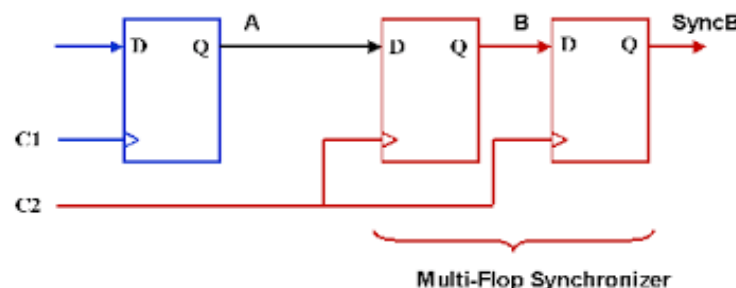 A B SyncB
D Q D Q D Q
C1
C2
Multi-Flop Synchronizer